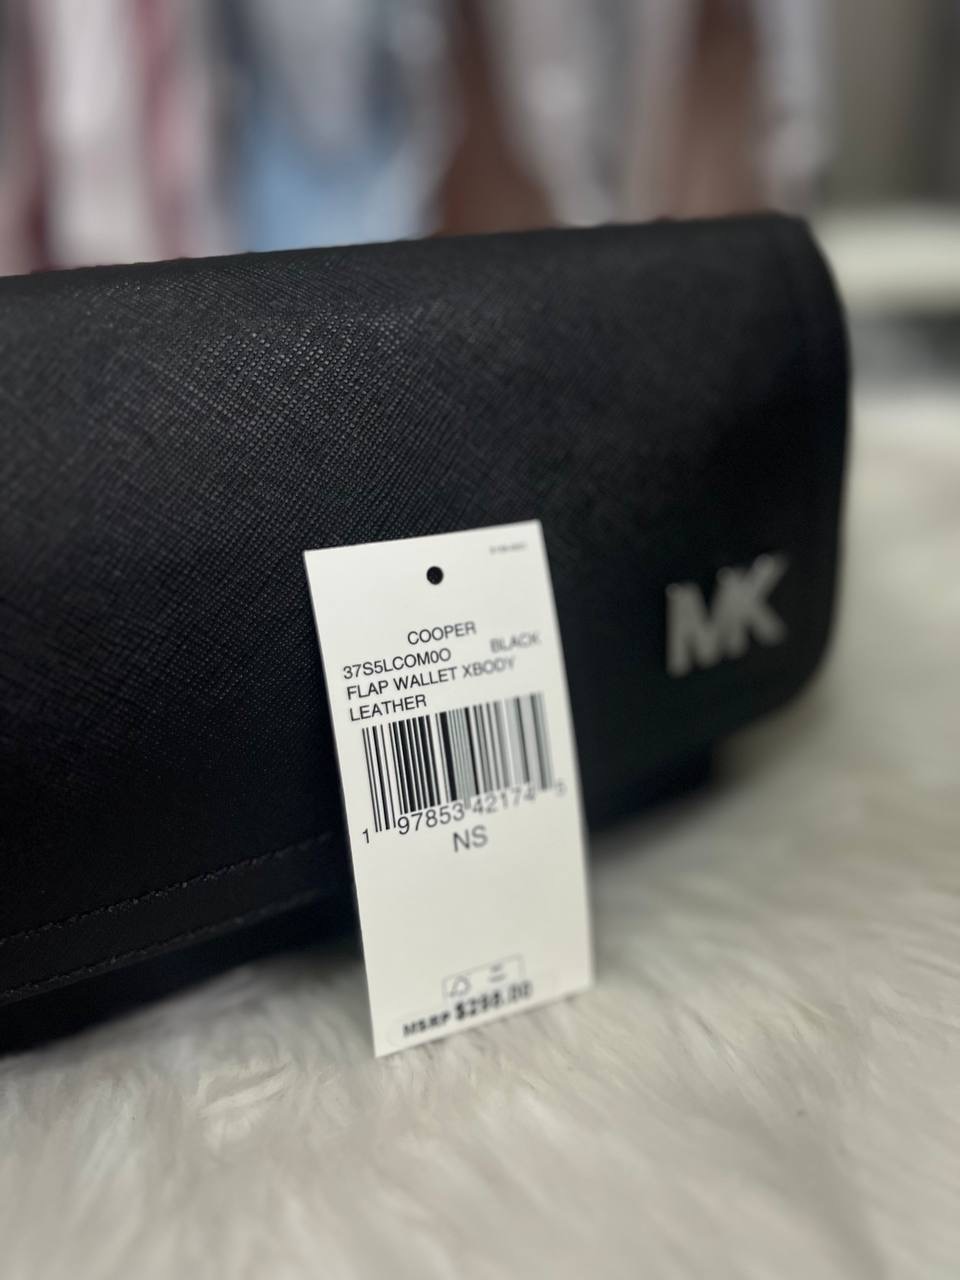 COOPER
37S5LCOM0O BLACK
FLAP WALLET XBODY
LEATHER
1 97853 42174 5
NS
MSRP $298.00
MK